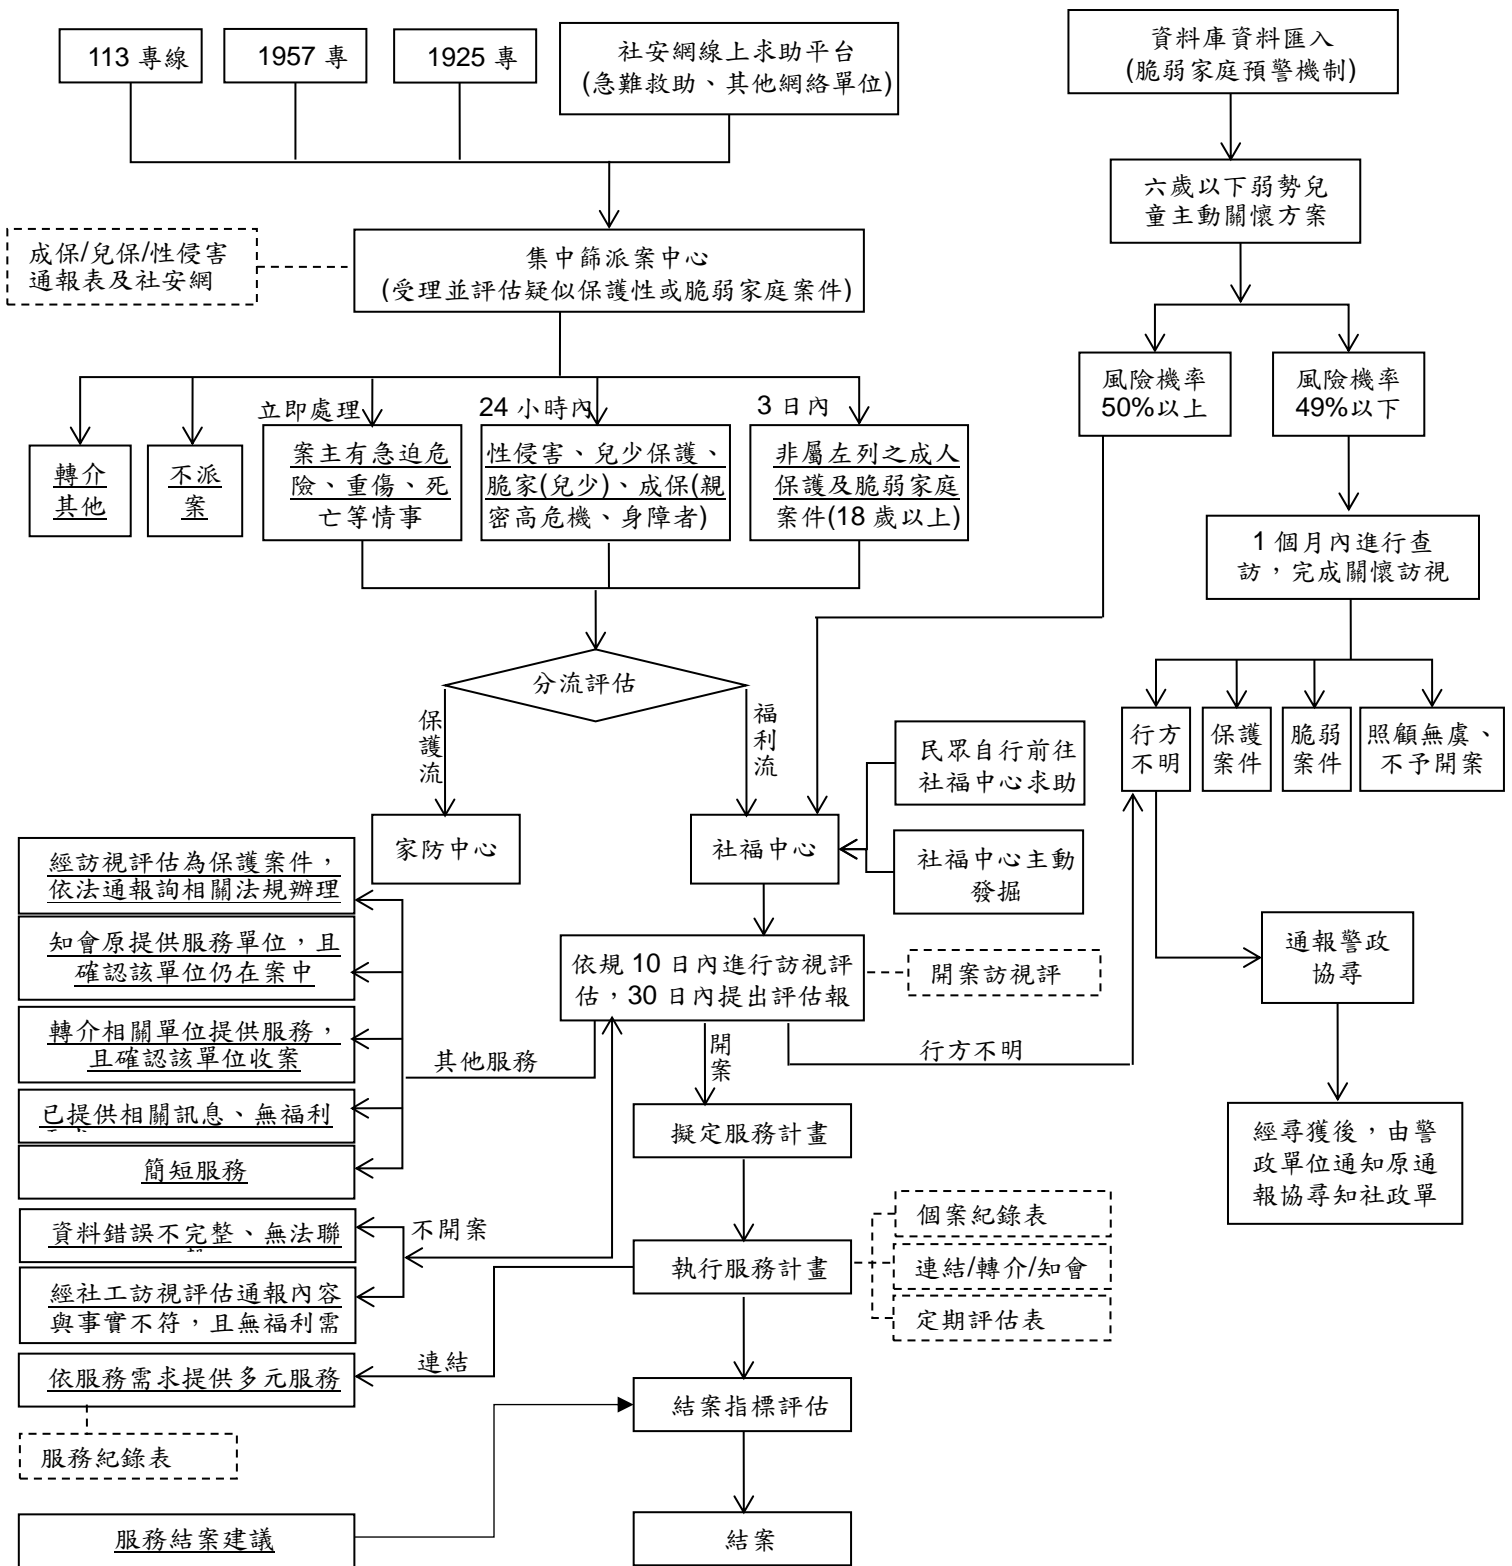 113 專線
1957 專
1925 專
社安網線上求助平台
(急難救助、其他網絡單位)
資料庫資料匯入
(脆弱家庭預警機制)
六歲以下弱勢兒
童主動關懷方案
成保/兒保/性侵害
通報表及社安網
集中篩派案中心
(受理並評估疑似保護性或脆弱家庭案件)
風險機率
50%以上
風險機率
49%以下
立即處理
24 小時內
3 日內
轉介
其他
不派
案
案主有急迫危
險、重傷、死
亡等情事
性侵害、兒少保護、
脆家(兒少)、成保(親
密高危機、身障者)
非屬左列之成人
保護及脆弱家庭
案件(18 歲以上)
1 個月內進行查
訪，完成關懷訪視
分流評估
保
護
流
福
利
流
行方
不明
保護
案件
脆弱
案件
照顧無虞、
不予開案
民眾自行前往
社福中心求助
家防中心
社福中心
社福中心主動
發掘
經訪視評估為保護案件，
依法通報詢相關法規辦理
知會原提供服務單位，且
確認該單位仍在案中
轉介相關單位提供服務，
且確認該單位收案
已提供相關訊息、無福利
簡短服務
依規 10 日內進行訪視評
估，30 日內提出評估報
開案訪視評
通報警政
協尋
其他服務
開
案
行方不明
擬定服務計畫
經尋獲後，由警
政單位通知原通
報協尋知社政單
資料錯誤不完整、無法聯
不開案
經社工訪視評估通報內容
與事實不符，且無福利需
執行服務計畫
個案紀錄表
連結/轉介/知會
定期評估表
依服務需求提供多元服務
連結
服務紀錄表
結案指標評估
服務結案建議
結案